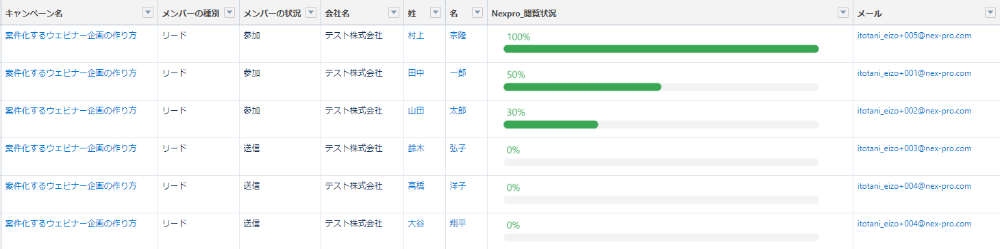 キャンペーン名 メンバーの種別 メンバーの状況 会社名 姓 名 Nexpro_閲覧状況 メール
案件化するウェビナー企画の作り方 リード 参加 テスト株式会社 村上 宗隆 100% itotani_eizo+005@nex-pro.com
案件化するウェビナー企画の作り方 リード 参加 テスト株式会社 田中 一郎 50% itotani_eizo+001@nex-pro.com
案件化するウェビナー企画の作り方 リード 参加 テスト株式会社 山田 太郎 30% itotani_eizo+002@nex-pro.com
案件化するウェビナー企画の作り方 リード 送信 テスト株式会社 鈴木 弘子 0% itotani_eizo+003@nex-pro.com
案件化するウェビナー企画の作り方 リード 送信 テスト株式会社 高橋 洋子 0% itotani_eizo+004@nex-pro.com
案件化するウェビナー企画の作り方 リード 送信 テスト株式会社 大谷 翔平 0% itotani_eizo+004@nex-pro.com